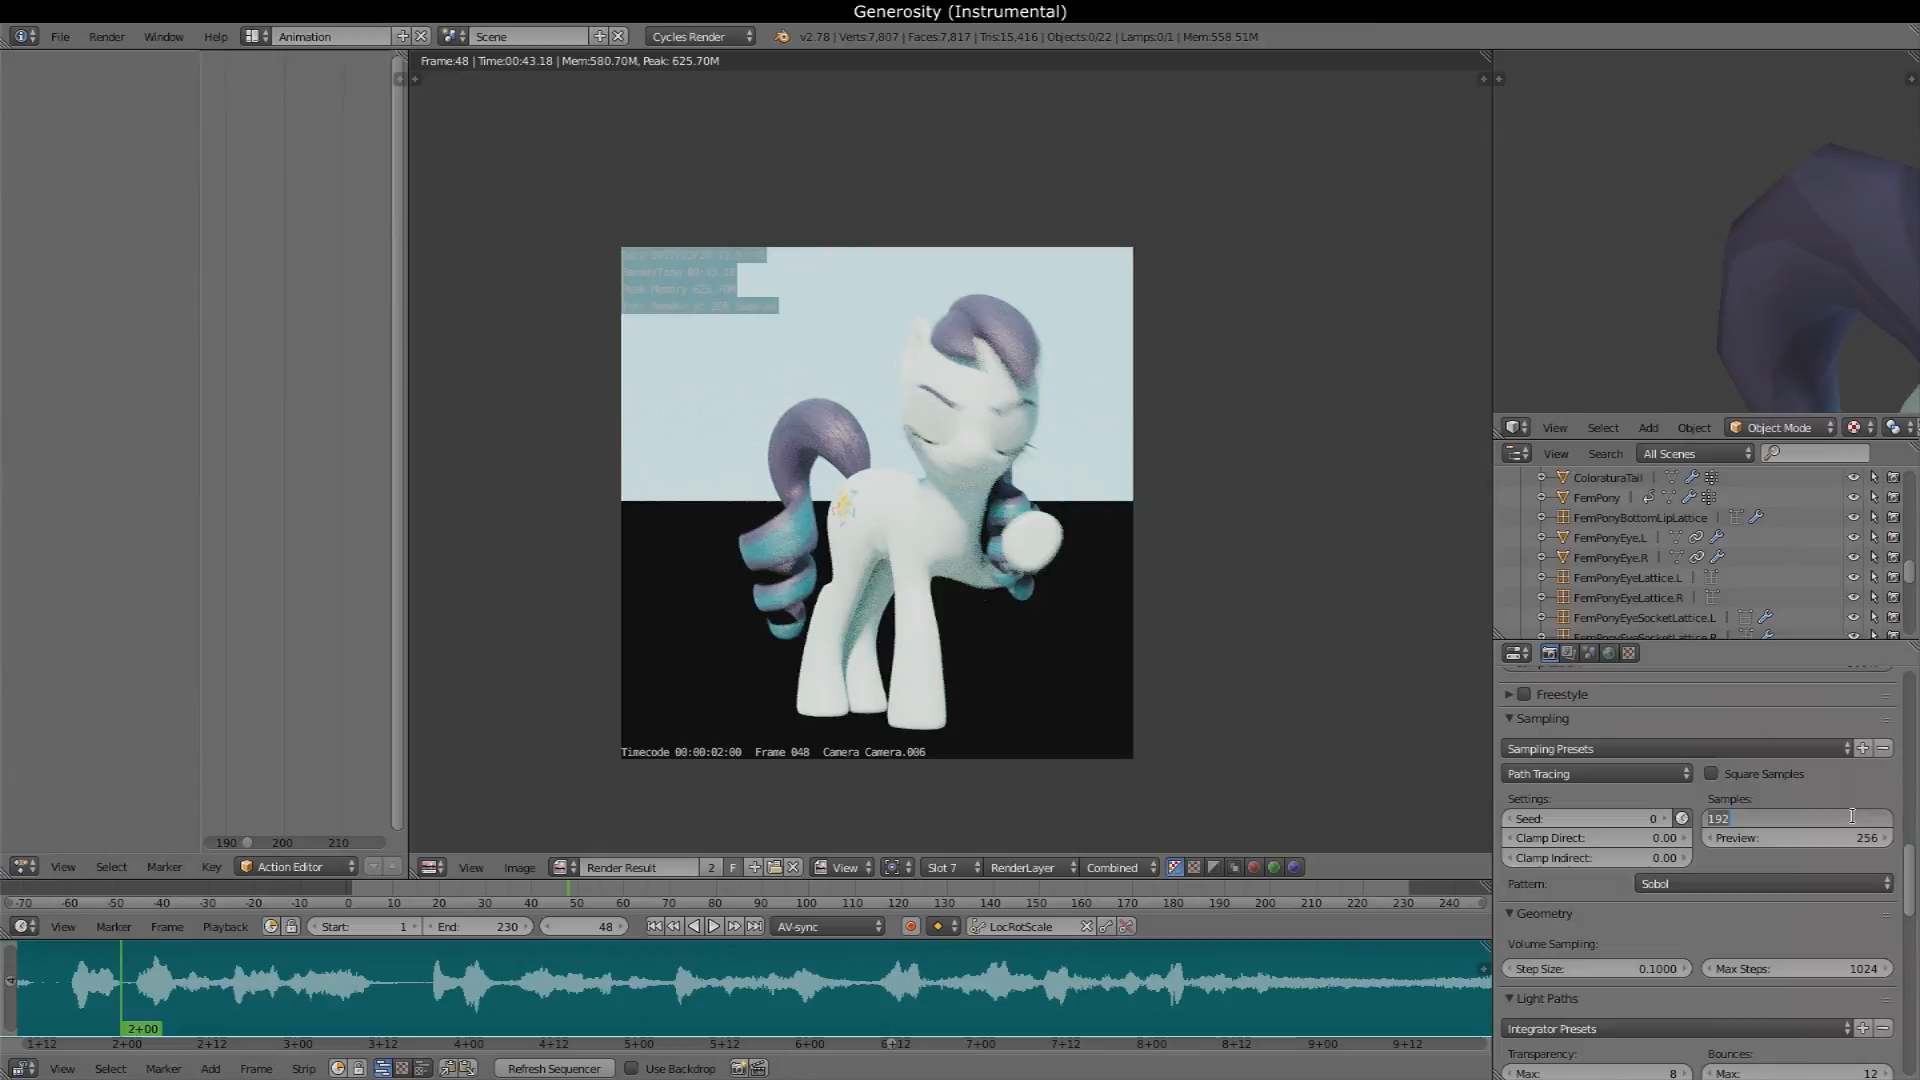 Generosity (Instrumental)
File Render Window Help Animation Scene Cycles Render v2.78 | Verts:7,807 | Faces:7,817 | Tris:15,416 | Objects:0/22 | Lamps:0/1 | Mem:558.51M
Frame:48 | Time:00:43.18 | Mem:580.70M, Peak: 625.70M
RenderTime 00:43.18
Peak Memory 625.70M
Timecode 00:00:02:00 Frame 048 Camera Camera.006
View Select Add Object Object Mode
View Search All Scenes
ColoraturaTail
FemPony
FemPonyBottomLipLattice
FemPonyEye.L
FemPonyEye.R
FemPonyEyeLattice.L
FemPonyEyeLattice.R
FemPonyEyeSocketLattice.L
FemPonyEyeSocketLattice.R
Freestyle
Sampling
Sampling Presets
Path Tracing Square Samples
Settings: Samples:
Seed: 0 192
Clamp Direct: 0.00 Preview: 256
Clamp Indirect: 0.00
Pattern: Sobol
Geometry
Volume Sampling:
Step Size: 0.1000 Max Steps: 1024
Light Paths
Integrator Presets
Transparency: Bounces:
Max: 8 Max: 12
190 200 210
View Select Marker Key Action Editor View Image Render Result 2 F View Slot 7 RenderLayer Combined
-70 -60 -50 -40 -30 -20 -10 0 10 20 30 40 50 60 70 80 90 100 110 120 130 140 150 160 170 180 190 200 210 220 230 240
View Marker Frame Playback Start: 1 End: 230 48 AV-sync LocRotScale
2+00
1+12 2+00 2+12 3+00 3+12 4+00 4+12 5+00 5+12 6+00 6+12 7+00 7+12 8+00 8+12 9+00 9+12
View Select Marker Add Frame Strip Refresh Sequencer Use Backdrop